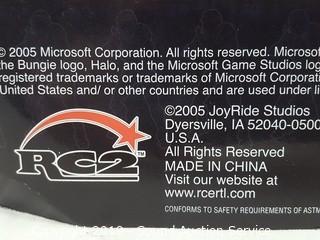 © 2005 Microsoft Corporation. All rights reserved. Microsoft
the Bungie logo, Halo, and the Microsoft Game Studios logo
registered trademarks or trademarks of Microsoft Corporati
United States and/ or other countries and are used under li
©2005 JoyRide Studios
Dyersville, IA 52040-0500
U.S.A.
All Rights Reserved
MADE IN CHINA
Visit our website at
www.rcertl.com
CONFORMS TO SAFETY REQUIREMENTS OF ASTM
RC2™